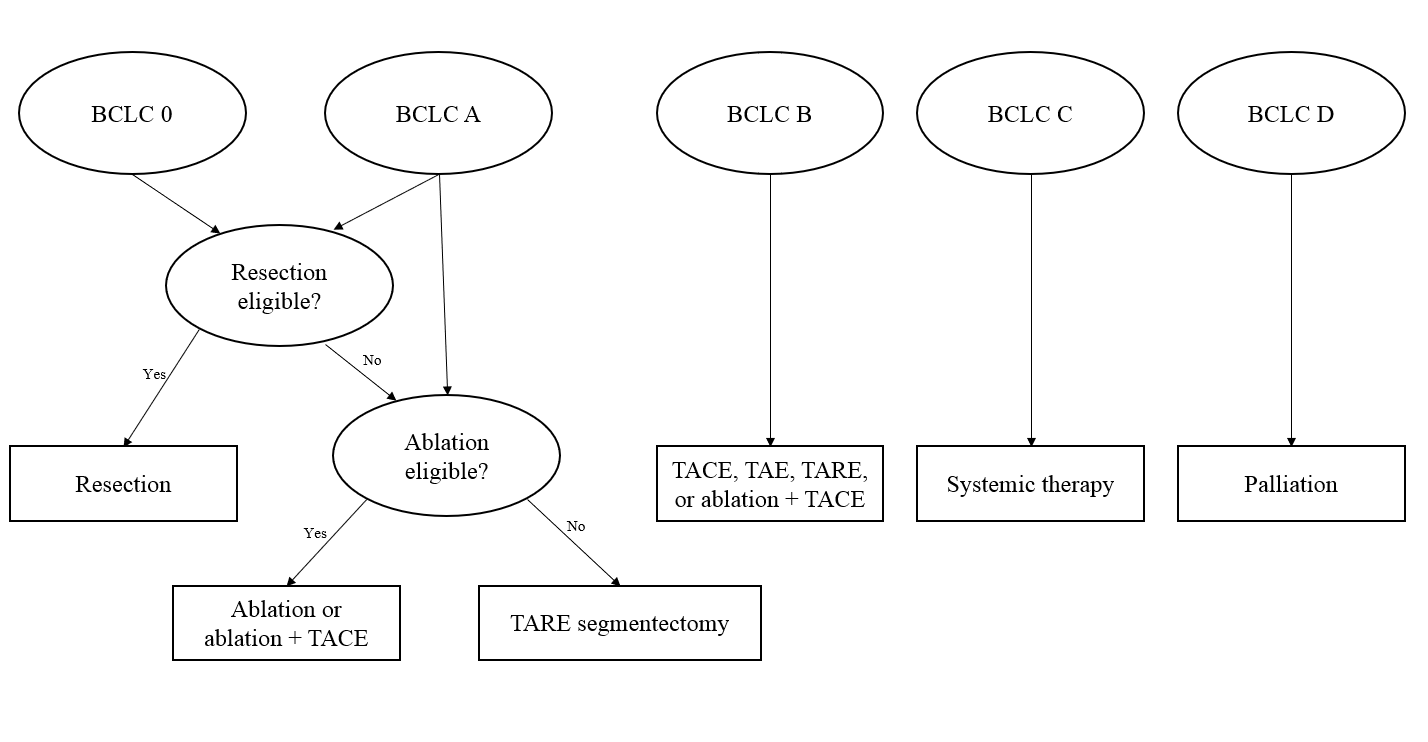 BCLC 0
BCLC A
BCLC B
BCLC C
BCLC D
Resection
eligible?
Yes
No
Ablation
eligible?
Resection
TACE, TAE, TARE,
or ablation + TACE
Systemic therapy
Palliation
Yes
No
Ablation or
ablation + TACE
TARE segmentectomy